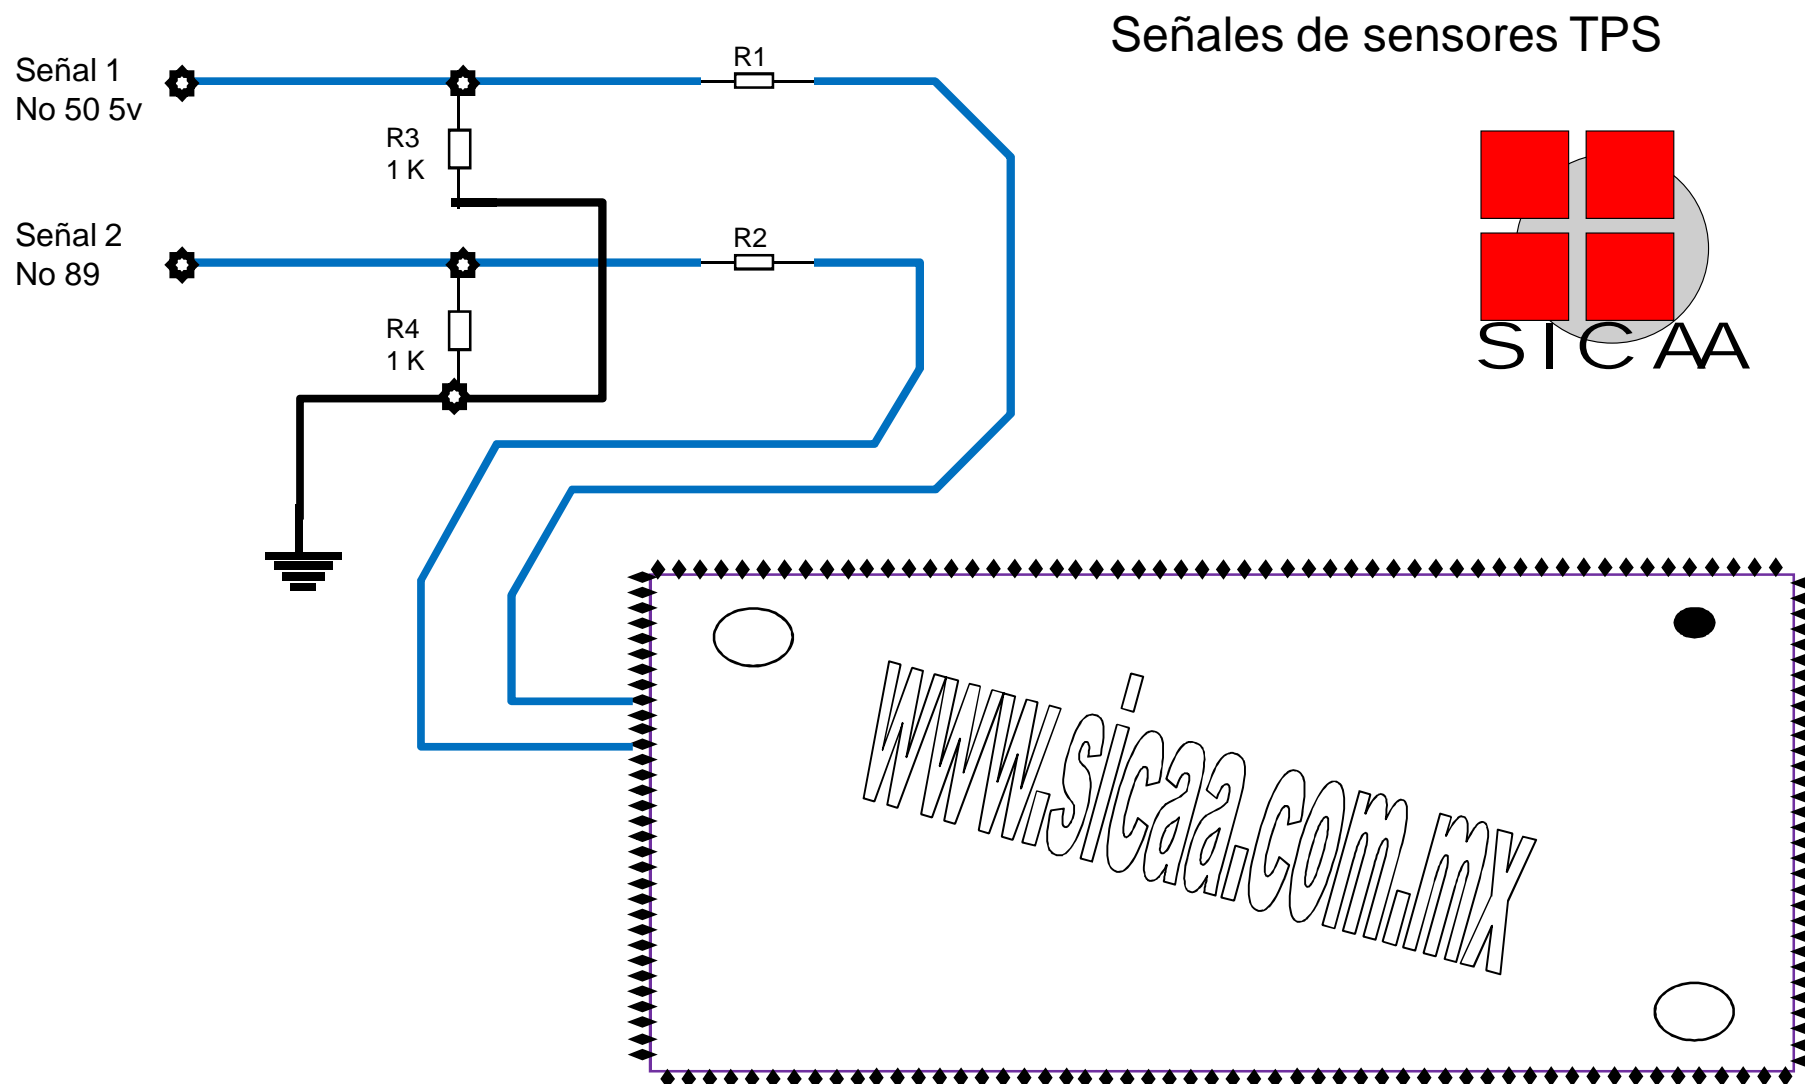 Señales de sensores TPS
Señal 1
No 50 5v
R1
R3
1 K
Señal 2
No 89
R2
R4
1 K
SICAA
www.sicaa.com.mx